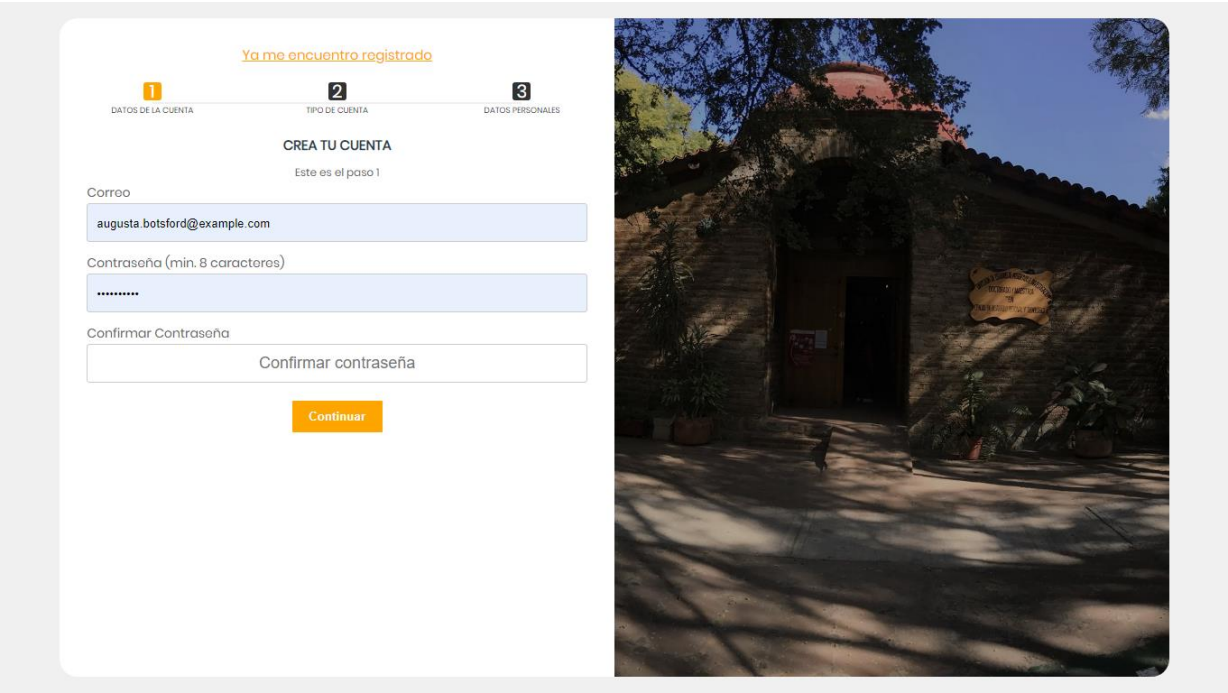 Ya me encuentro registrado
1 2 3
DATOS DE LA CUENTA TIPO DE CUENTA DATOS PERSONALES
CREA TU CUENTA
Este es el paso 1
Correo
augusta.botsford@example.com
Contraseña (min. 8 caracteres)
••••••••••
Confirmar Contraseña
Confirmar contraseña
Continuar